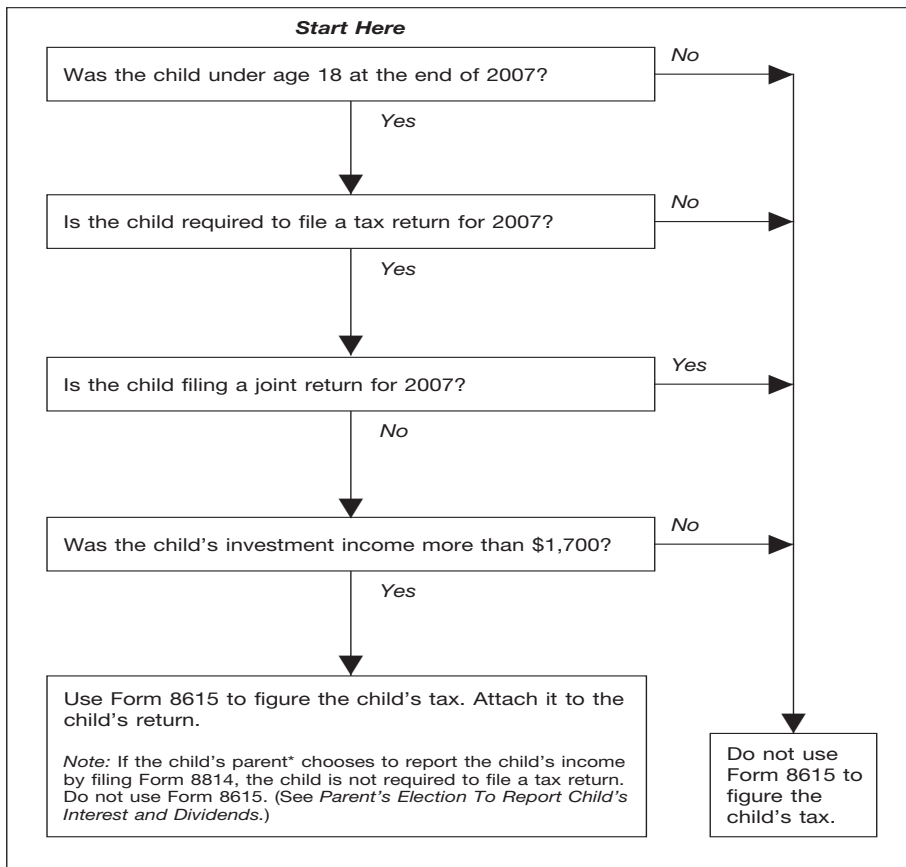 Start Here
Was the child under age 18 at the end of 2007?
No
Yes
Is the child required to file a tax return for 2007?
No
Yes
Is the child filing a joint return for 2007?
Yes
No
Was the child's investment income more than $1,700?
No
Yes
Use Form 8615 to figure the child's tax. Attach it to the
child's return.
Note: If the child's parent* chooses to report the child's income
by filing Form 8814, the child is not required to file a tax return.
Do not use Form 8615. (See Parent's Election To Report Child's
Interest and Dividends.)
Do not use
Form 8615 to
figure the
child's tax.